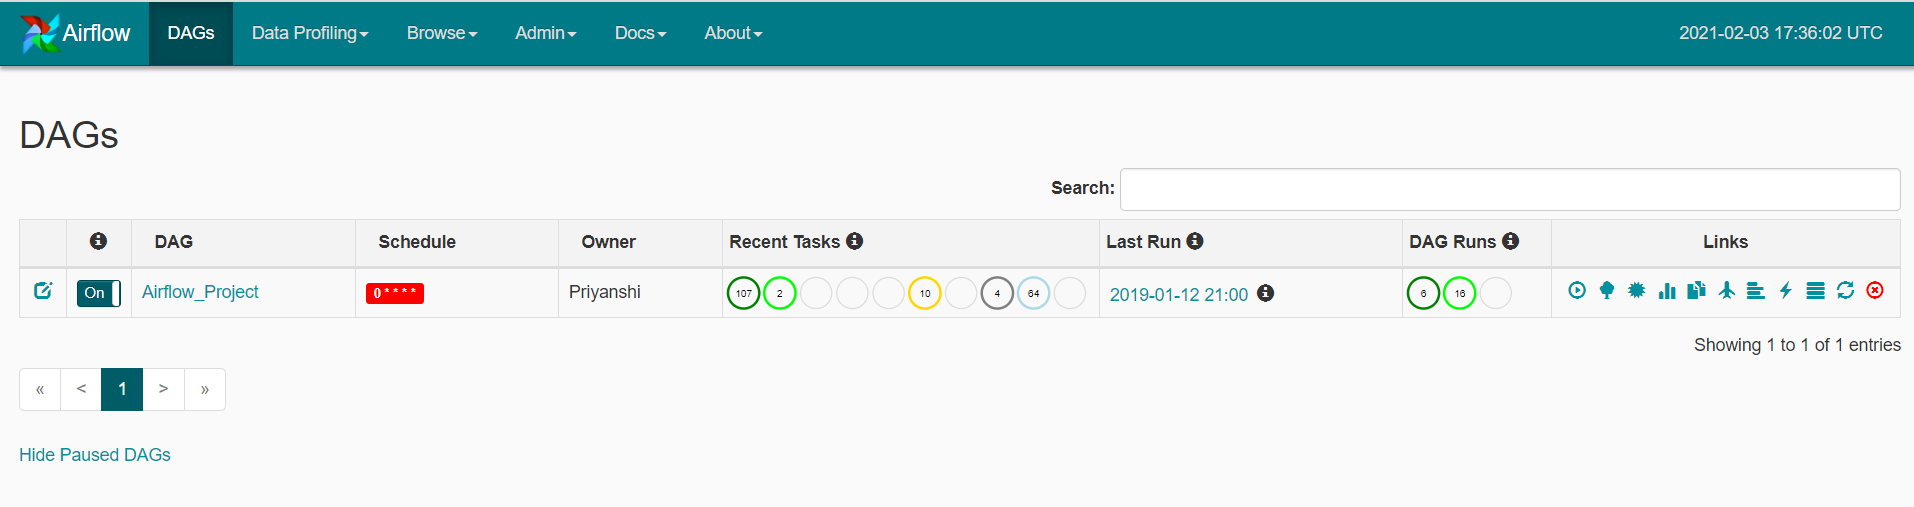 Airflow DAGs Data Profiling Browse Admin Docs About 2021-02-03 17:36:02 UTC
DAGs
Search:
DAG Schedule Owner Recent Tasks Last Run DAG Runs Links
On Airflow_Project 0 * * * * Priyanshi 107 2 10 4 64 2019-01-12 21:00 6 16
Showing 1 to 1 of 1 entries
« < 1 > »
Hide Paused DAGs